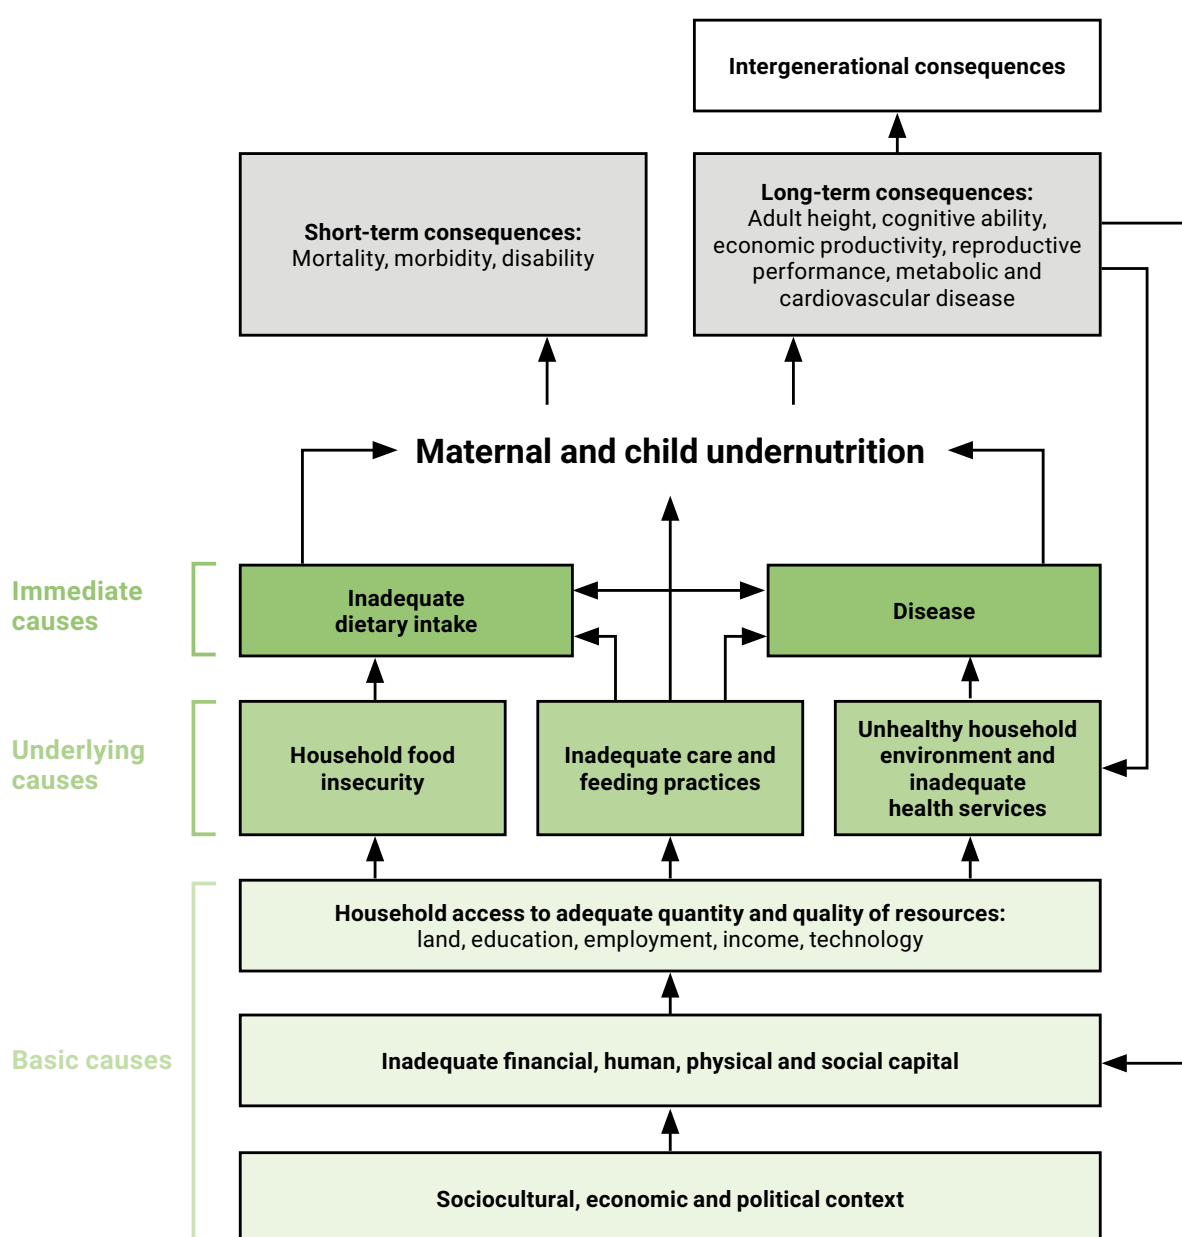 Intergenerational consequences
Short-term consequences:
Mortality, morbidity, disability
Long-term consequences:
Adult height, cognitive ability,
economic productivity, reproductive
performance, metabolic and
cardiovascular disease
Maternal and child undernutrition
Immediate
causes
Inadequate
dietary intake
Disease
Underlying
causes
Household food
insecurity
Inadequate care and
feeding practices
Unhealthy household
environment and
inadequate
health services
Basic causes
Household access to adequate quantity and quality of resources:
land, education, employment, income, technology
Inadequate financial, human, physical and social capital
Sociocultural, economic and political context